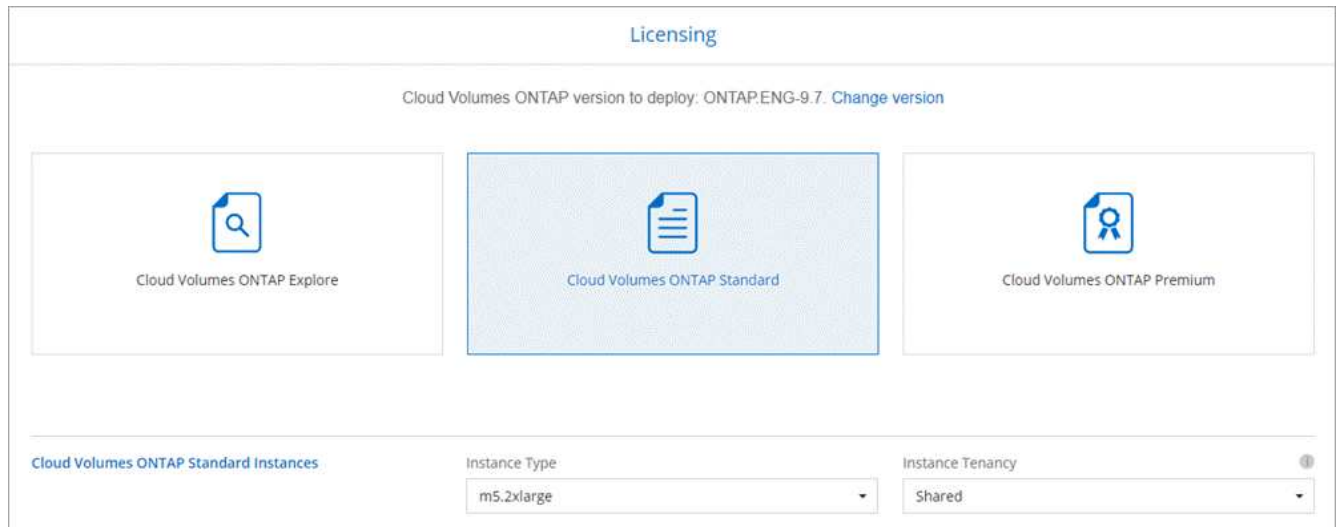 Licensing
Cloud Volumes ONTAP version to deploy: ONTAP.ENG-9.7. Change version
Cloud Volumes ONTAP Explore
Cloud Volumes ONTAP Standard
Cloud Volumes ONTAP Premium
Cloud Volumes ONTAP Standard Instances
Instance Type
m5.2xlarge
Instance Tenancy
Shared